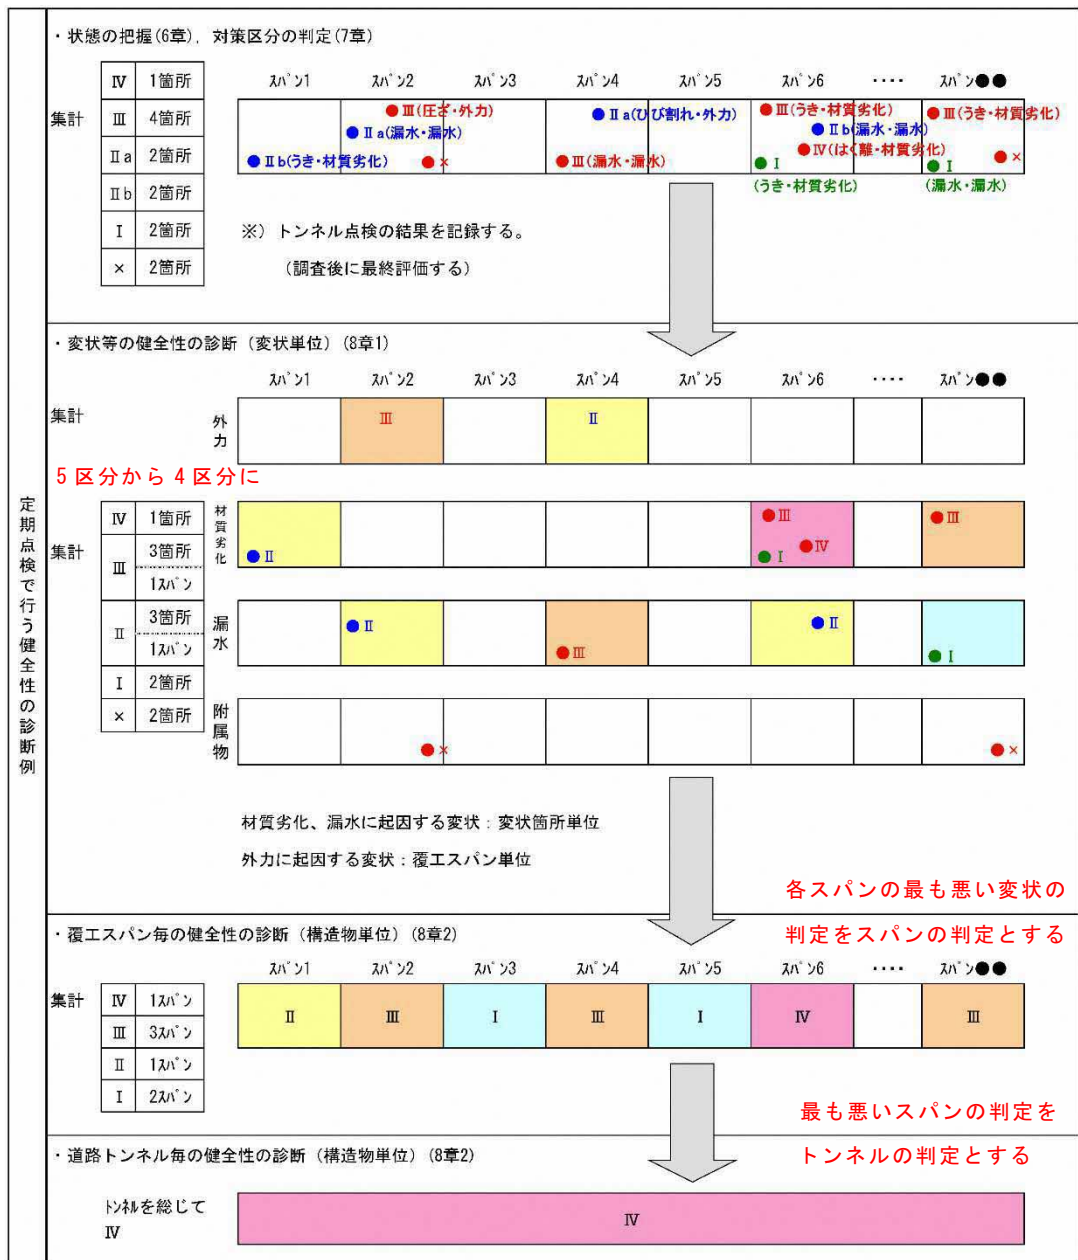 定期点検で行う健全性の診断例
・状態の把握(6章), 対策区分の判定(7章)
集計
Ⅳ 1箇所
Ⅲ 4箇所
Ⅱa 2箇所
Ⅱb 2箇所
Ⅰ 2箇所
× 2箇所
ｽﾊﾟﾝ1 ｽﾊﾟﾝ2 ｽﾊﾟﾝ3 ｽﾊﾟﾝ4 ｽﾊﾟﾝ5 ｽﾊﾟﾝ6 ‥‥ ｽﾊﾟﾝ●●
●Ⅱb(うき・材質劣化)
●Ⅲ(圧ざ・外力)
●Ⅱa(漏水・漏水)
●×
●Ⅱa(ひび割れ・外力)
●Ⅲ(漏水・漏水)
●Ⅲ(うき・材質劣化)
●Ⅱb(漏水・漏水)
●Ⅳ(はく離・材質劣化)
●Ⅰ
(うき・材質劣化)
●Ⅲ(うき・材質劣化)
●×
●Ⅰ
(漏水・漏水)
※) トンネル点検の結果を記録する。
(調査後に最終評価する)
・変状等の健全性の診断（変状単位）(8章1)
ｽﾊﾟﾝ1 ｽﾊﾟﾝ2 ｽﾊﾟﾝ3 ｽﾊﾟﾝ4 ｽﾊﾟﾝ5 ｽﾊﾟﾝ6 ‥‥ ｽﾊﾟﾝ●●
集計
外力
Ⅲ Ⅱ
5区分から4区分に
集計
Ⅳ 1箇所
Ⅲ 3箇所
1ｽﾊﾟﾝ
Ⅱ 3箇所
1ｽﾊﾟﾝ
Ⅰ 2箇所
× 2箇所
材質劣化
●Ⅱ
●Ⅲ
●Ⅳ
●Ⅰ
●Ⅲ
漏水
●Ⅱ
●Ⅲ
●Ⅱ
●Ⅰ
附属物
●×
●×
材質劣化、漏水に起因する変状：変状箇所単位
外力に起因する変状：覆工スパン単位
各スパンの最も悪い変状の
判定をスパンの判定とする
・覆工スパン毎の健全性の診断（構造物単位）(8章2)
ｽﾊﾟﾝ1 ｽﾊﾟﾝ2 ｽﾊﾟﾝ3 ｽﾊﾟﾝ4 ｽﾊﾟﾝ5 ｽﾊﾟﾝ6 ‥‥ ｽﾊﾟﾝ●●
集計
Ⅳ 1ｽﾊﾟﾝ
Ⅲ 3ｽﾊﾟﾝ
Ⅱ 1ｽﾊﾟﾝ
Ⅰ 2ｽﾊﾟﾝ
Ⅱ Ⅲ Ⅰ Ⅲ Ⅰ Ⅳ Ⅲ
最も悪いスパンの判定を
トンネルの判定とする
・道路トンネル毎の健全性の診断（構造物単位）(8章2)
ﾄﾝﾈﾙを総じて
Ⅳ
Ⅳ